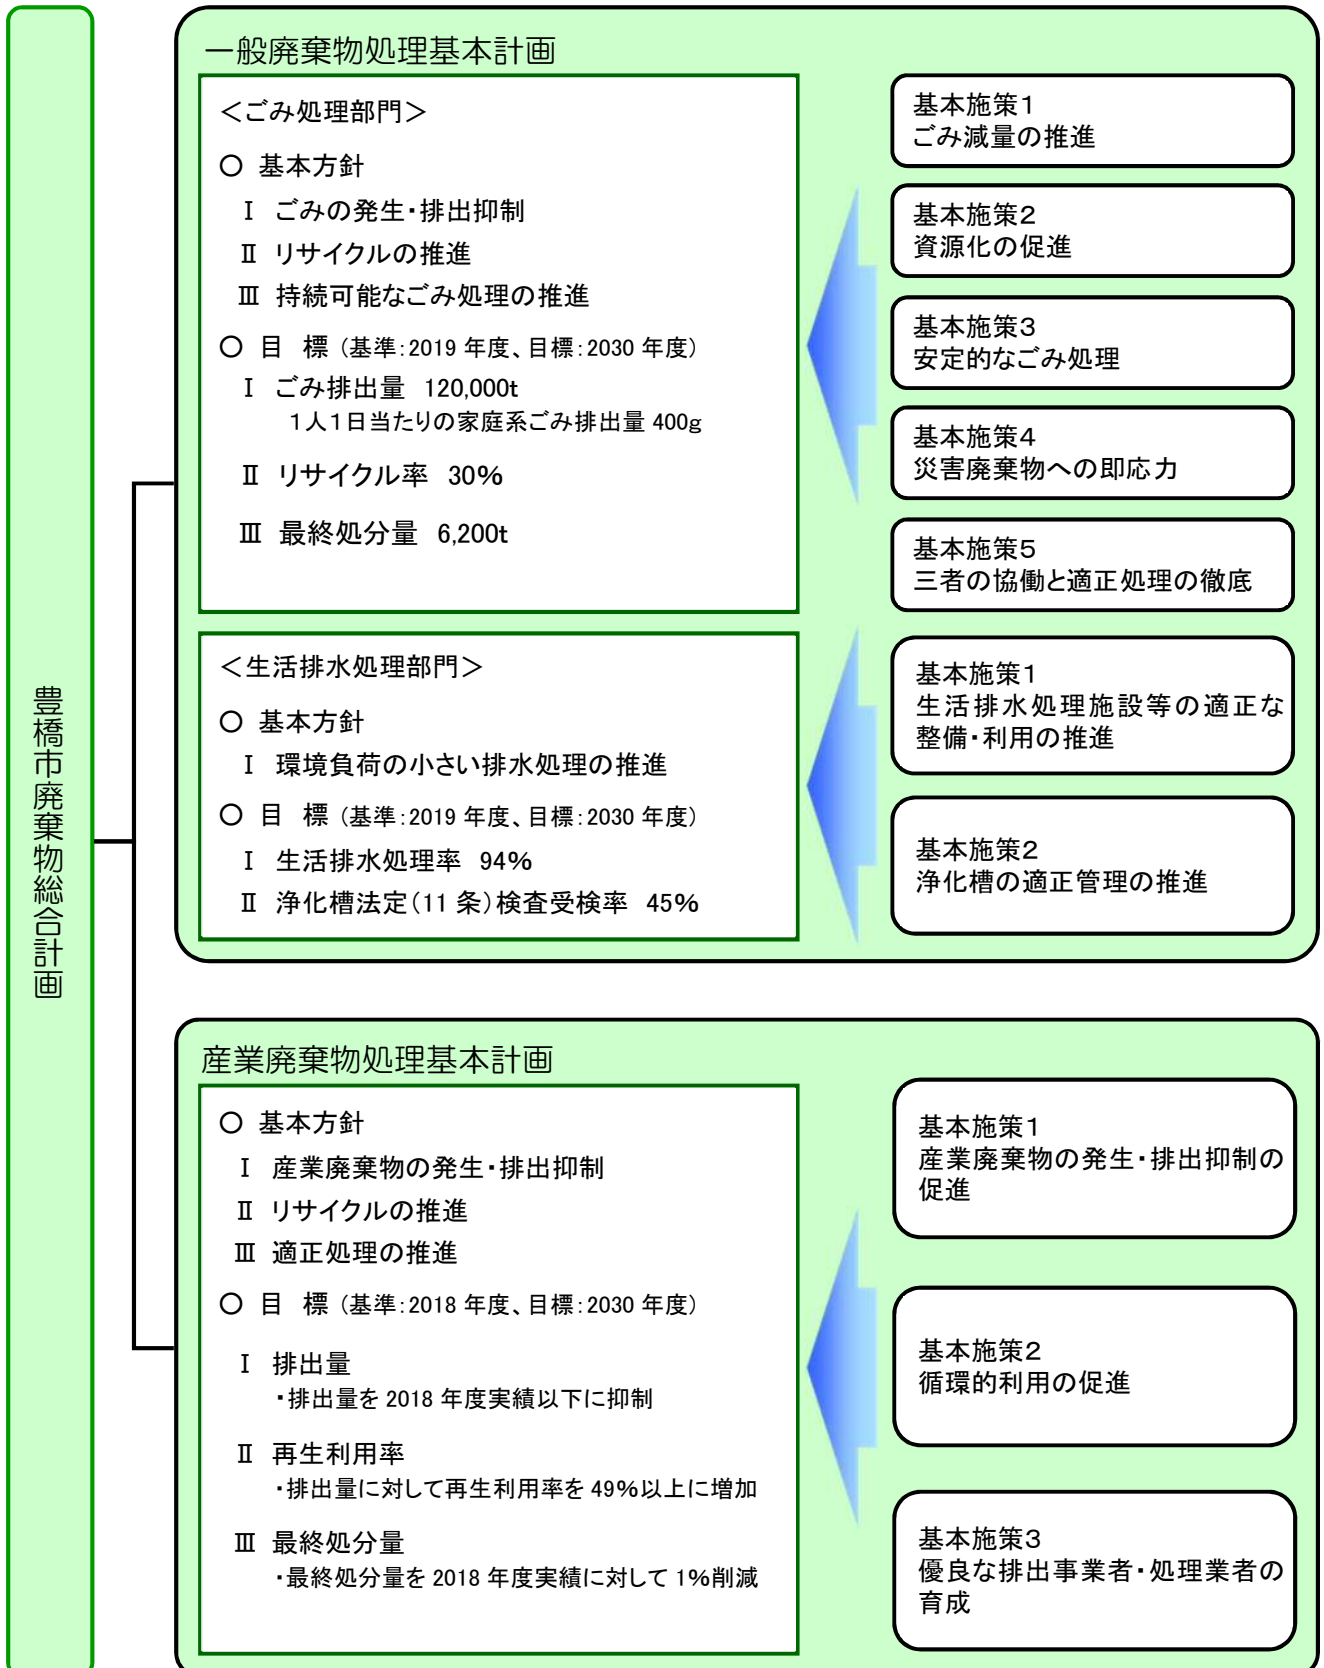 豊橋市廃棄物総合計画
一般廃棄物処理基本計画
＜ごみ処理部門＞
○ 基本方針
Ⅰ ごみの発生・排出抑制
Ⅱ リサイクルの推進
Ⅲ 持続可能なごみ処理の推進
○ 目 標（基準：2019 年度、目標：2030 年度）
Ⅰ ごみ排出量 120,000t
１人１日当たりの家庭系ごみ排出量 400g
Ⅱ リサイクル率 30％
Ⅲ 最終処分量 6,200t
基本施策１
ごみ減量の推進
基本施策２
資源化の促進
基本施策３
安定的なごみ処理
基本施策４
災害廃棄物への即応力
基本施策５
三者の協働と適正処理の徹底
＜生活排水処理部門＞
○ 基本方針
Ⅰ 環境負荷の小さい排水処理の推進
○ 目 標（基準：2019 年度、目標：2030 年度）
Ⅰ 生活排水処理率 94％
Ⅱ 浄化槽法定（11 条）検査受検率 45％
基本施策１
生活排水処理施設等の適正な
整備・利用の推進
基本施策２
浄化槽の適正管理の推進
産業廃棄物処理基本計画
○ 基本方針
Ⅰ 産業廃棄物の発生・排出抑制
Ⅱ リサイクルの推進
Ⅲ 適正処理の推進
○ 目 標（基準：2018 年度、目標：2030 年度）
Ⅰ 排出量
・排出量を 2018 年度実績以下に抑制
Ⅱ 再生利用率
・排出量に対して再生利用率を 49％以上に増加
Ⅲ 最終処分量
・最終処分量を 2018 年度実績に対して 1％削減
基本施策１
産業廃棄物の発生・排出抑制の
促進
基本施策２
循環的利用の促進
基本施策３
優良な排出事業者・処理業者の
育成